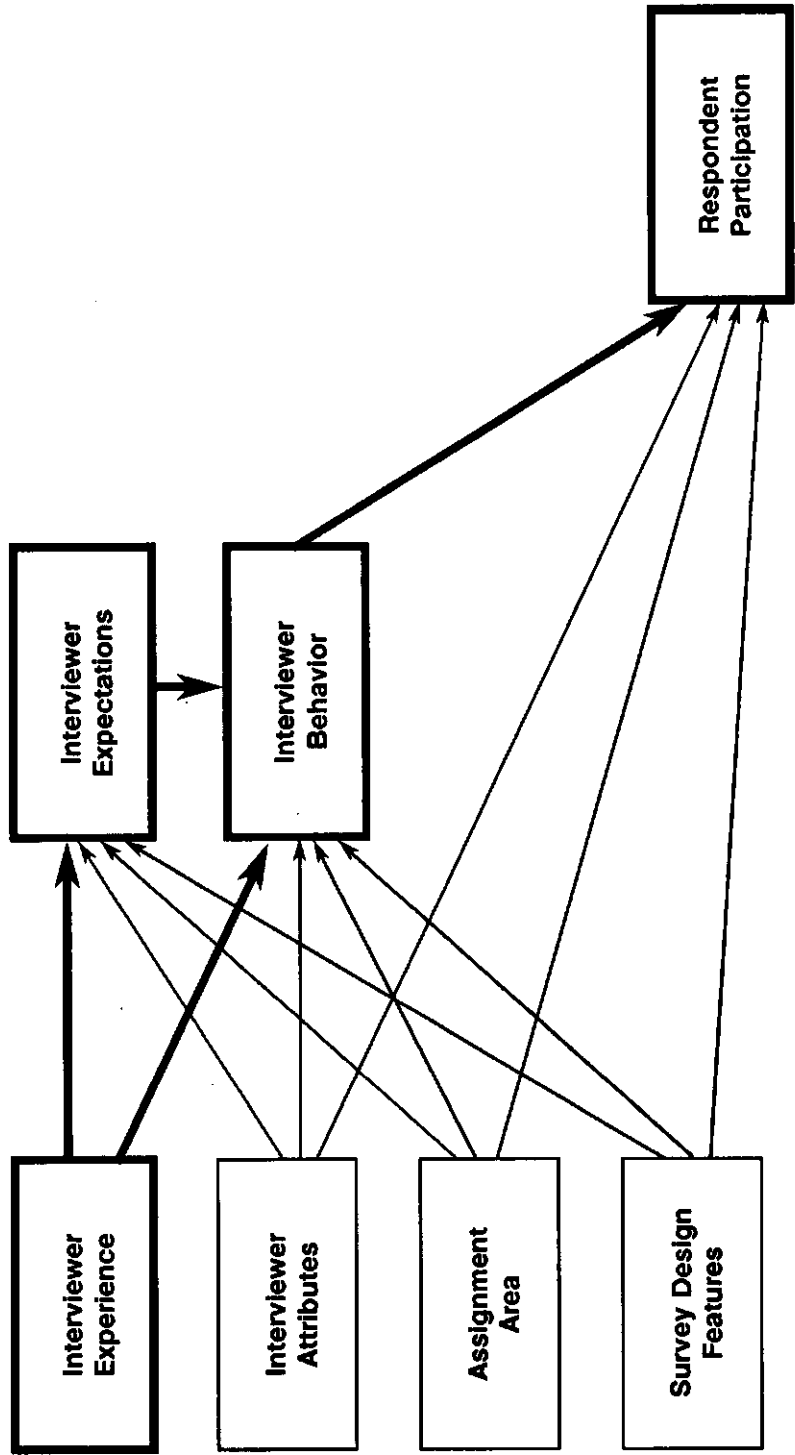 Interviewer
Experience
Interviewer
Attributes
Assignment
Area
Survey Design
Features
Interviewer
Expectations
Interviewer
Behavior
Respondent
Participation